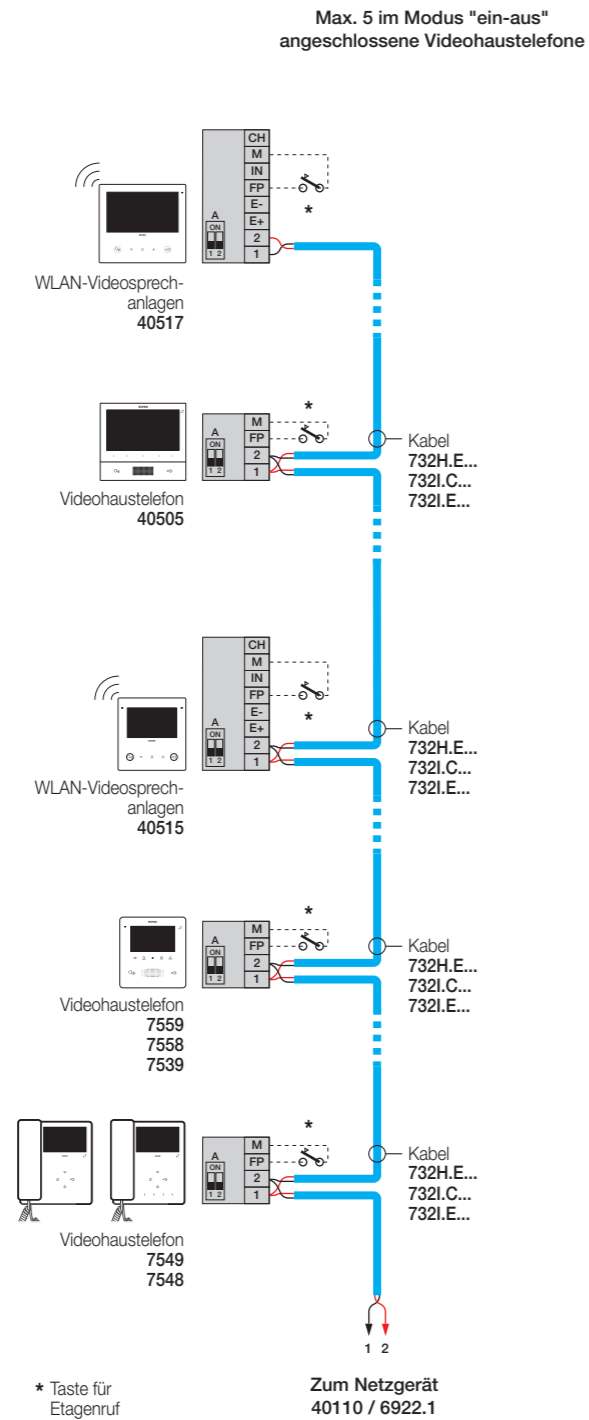 Max. 5 im Modus "ein-aus"
angeschlossene Videohaustelefone
CH
M
IN
FP
E-
E+
2
1
A
ON
1 2
*
WLAN-Videosprech-
anlagen
40517
M
FP
2
1
A
ON
1 2
*
Videohaustelefon
40505
Kabel
732H.E...
732I.C...
732I.E...
CH
M
IN
FP
E-
E+
2
1
A
ON
1 2
*
WLAN-Videosprech-
anlagen
40515
Kabel
732H.E...
732I.C...
732I.E...
M
FP
2
1
A
ON
1 2
*
Videohaustelefon
7559
7558
7539
Kabel
732H.E...
732I.C...
732I.E...
M
FP
2
1
A
ON
1 2
*
Videohaustelefon
7549
7548
Kabel
732H.E...
732I.C...
732I.E...
1 2
* Taste für
Etagenruf
Zum Netzgerät
40110 / 6922.1